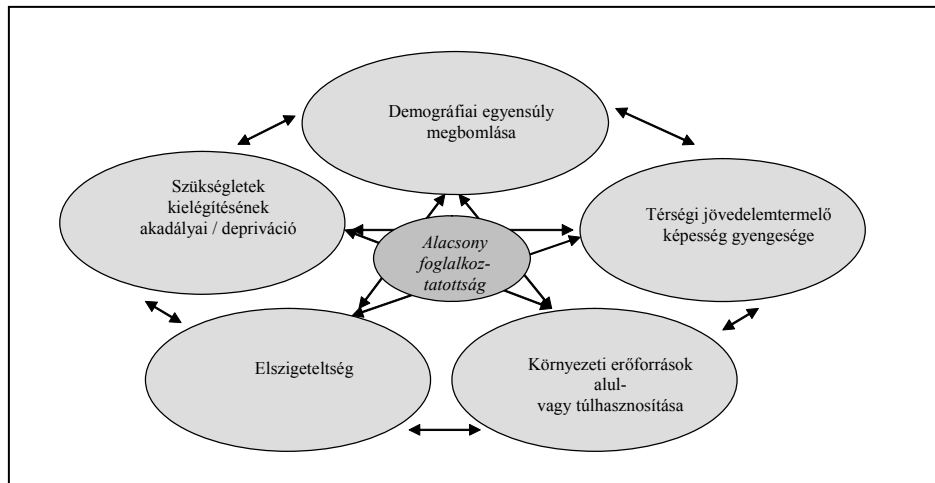 Demográfiai egyensúly
megbomlása
Szükségletek
kielégítésének
akadályai / depriváció
Térségi jövedelemtermelő
képesség gyengesége
Alacsony
foglalkoz-
tatottság
Elszigeteltség
Környezeti erőforrások
alul-
vagy túlhasznosítása